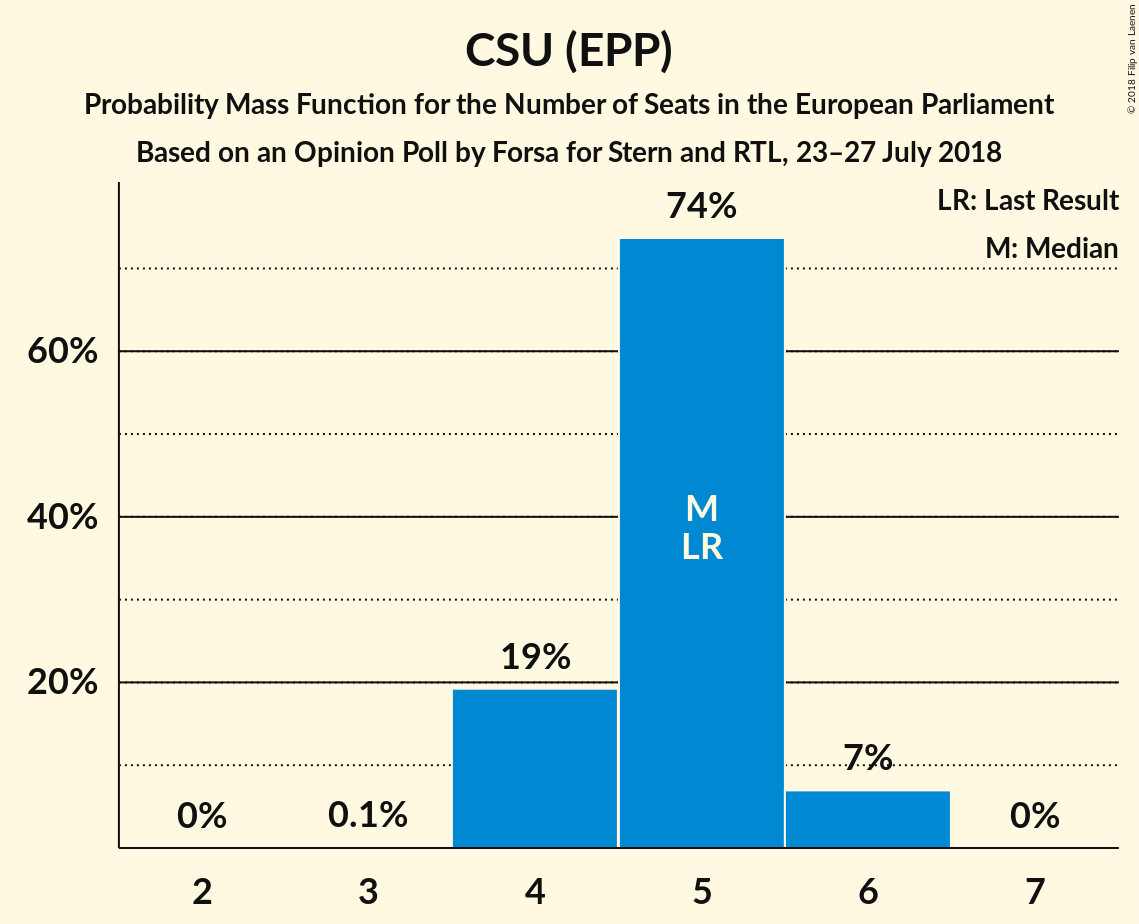 CSU (EPP)
Probability Mass Function for the Number of Seats in the European Parliament
Based on an Opinion Poll by Forsa for Stern and RTL, 23–27 July 2018
© 2018 Filip van Laenen
LR: Last Result
M: Median
74%
60%
40%
20%
M
LR
19%
7%
0%
0.1%
0%
2 3 4 5 6 7